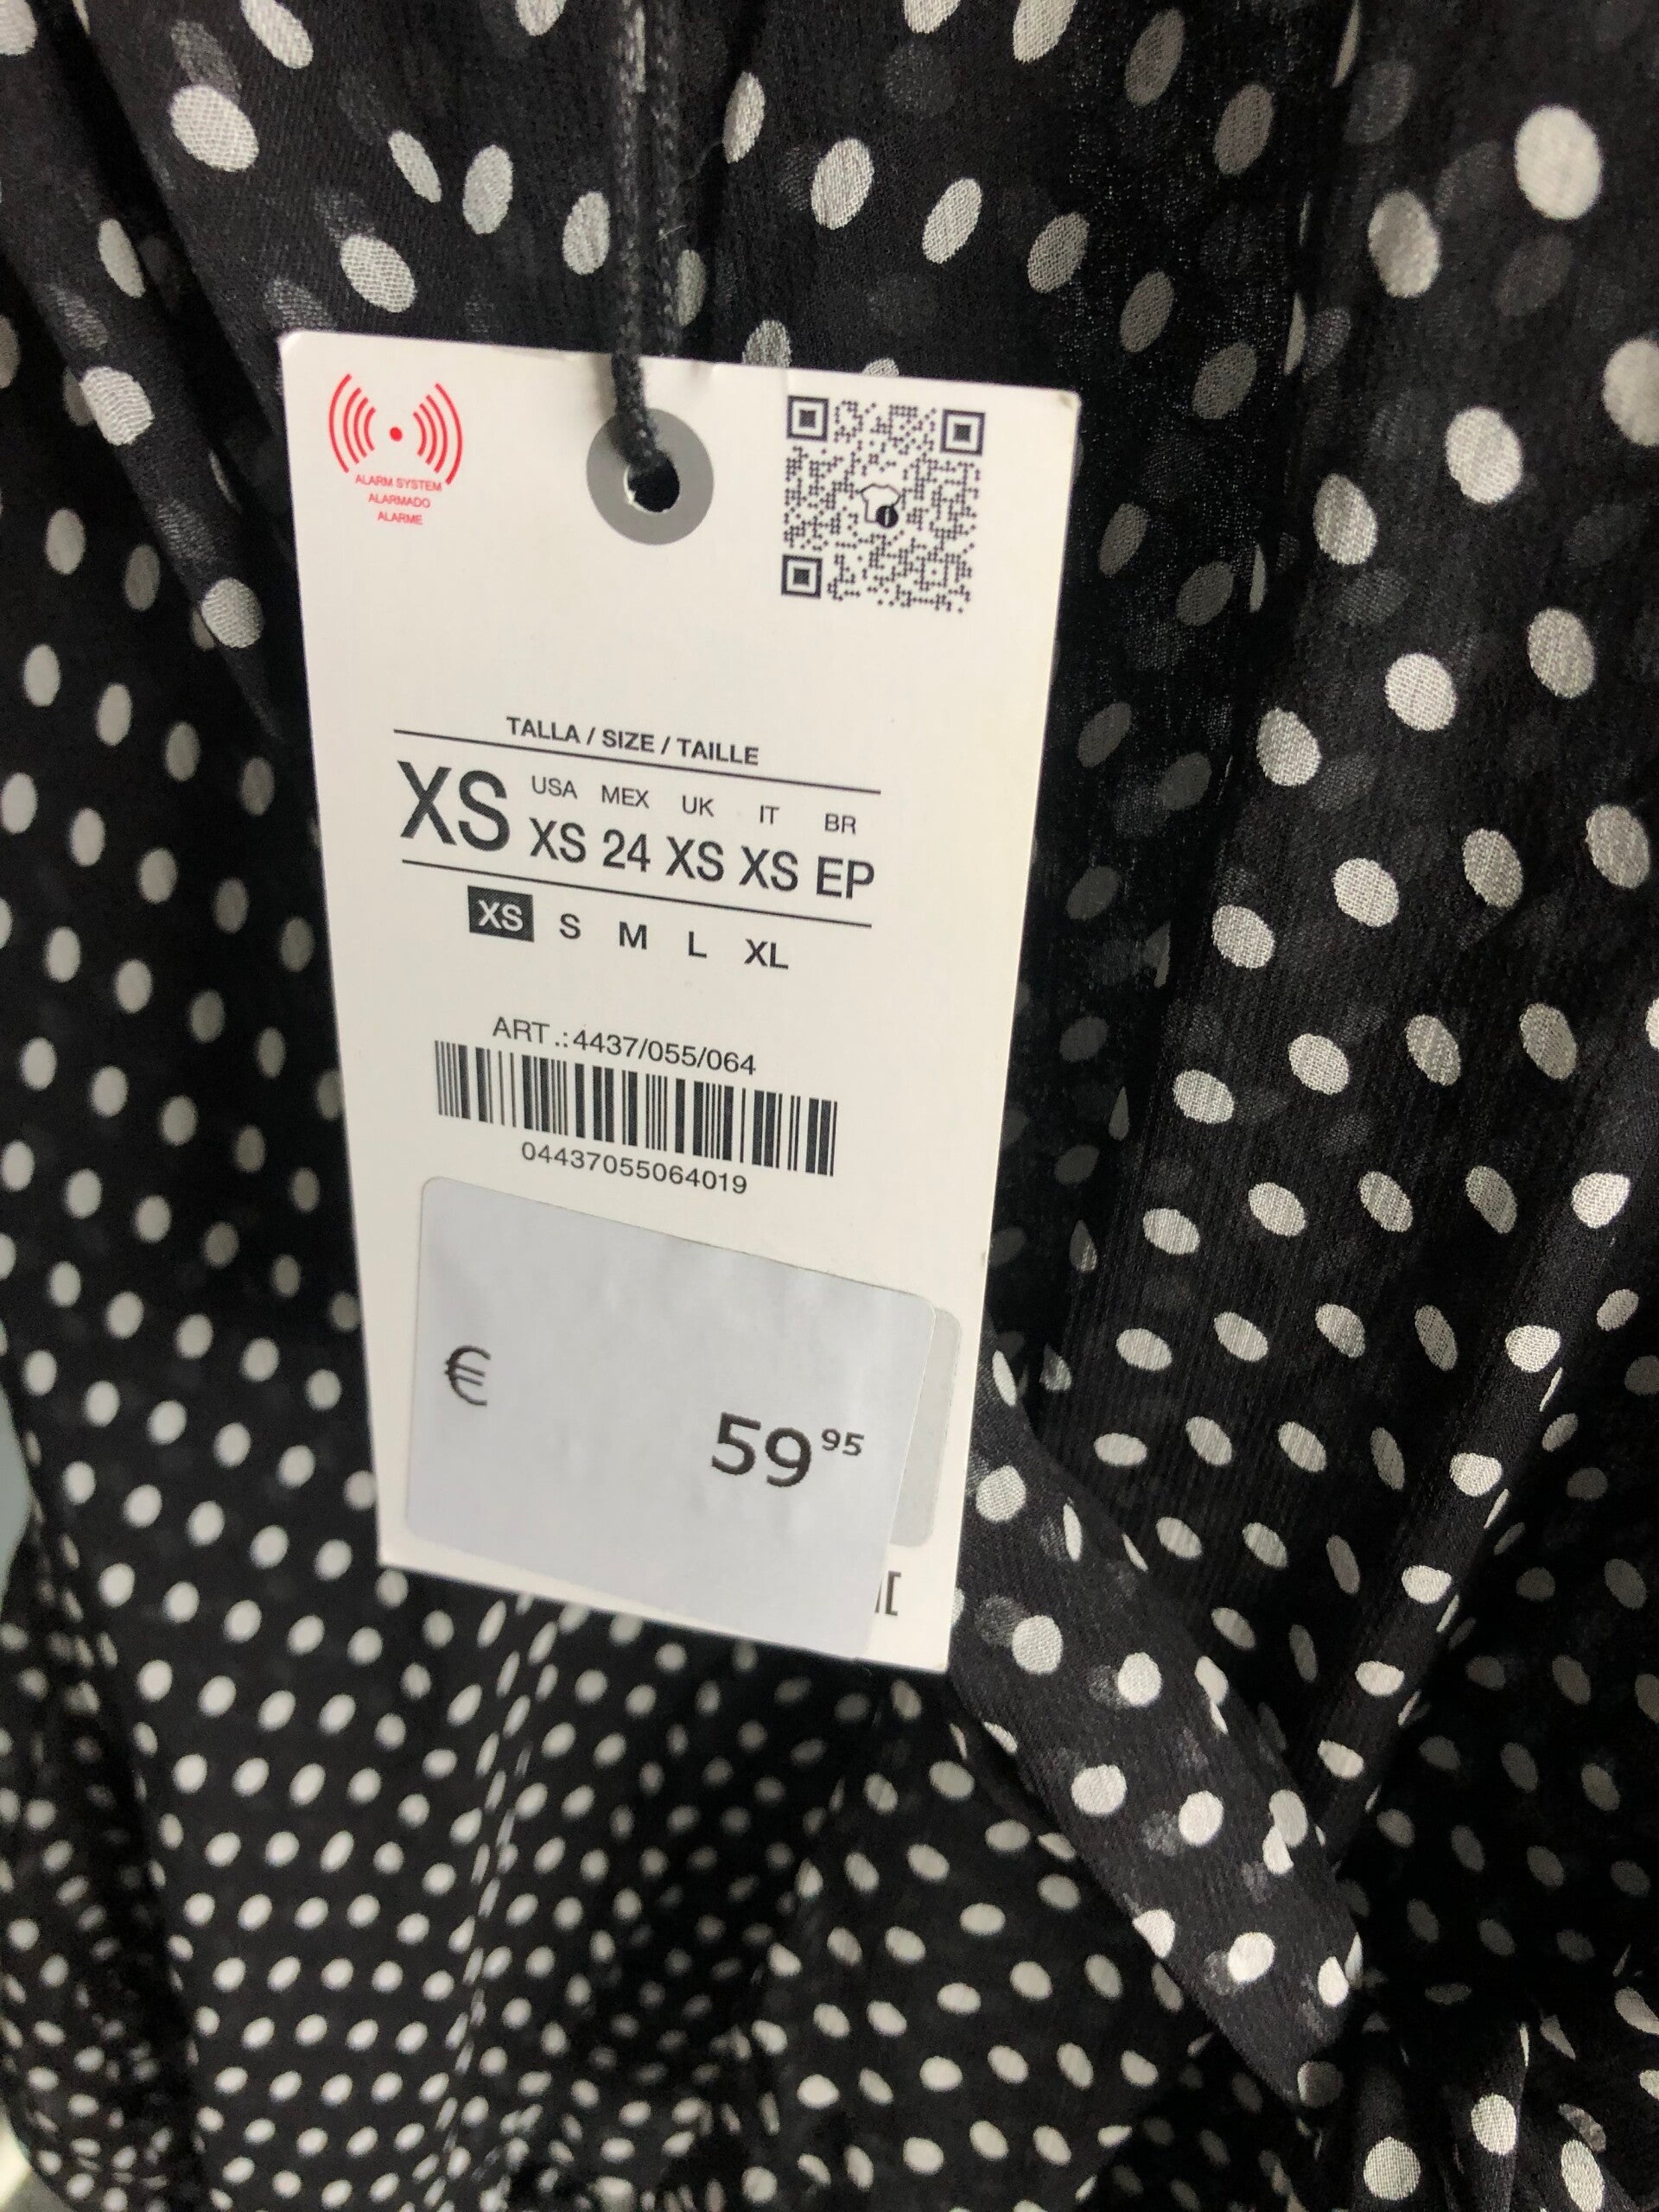 ALARM SYSTEM
ALARMADO
ALARME
TALLA / SIZE / TAILLE
XS
USA MEX UK IT BR
XS 24 XS XS EP
XS S M L XL
ART.:4437/055/064
04437055064019
€ 59 95